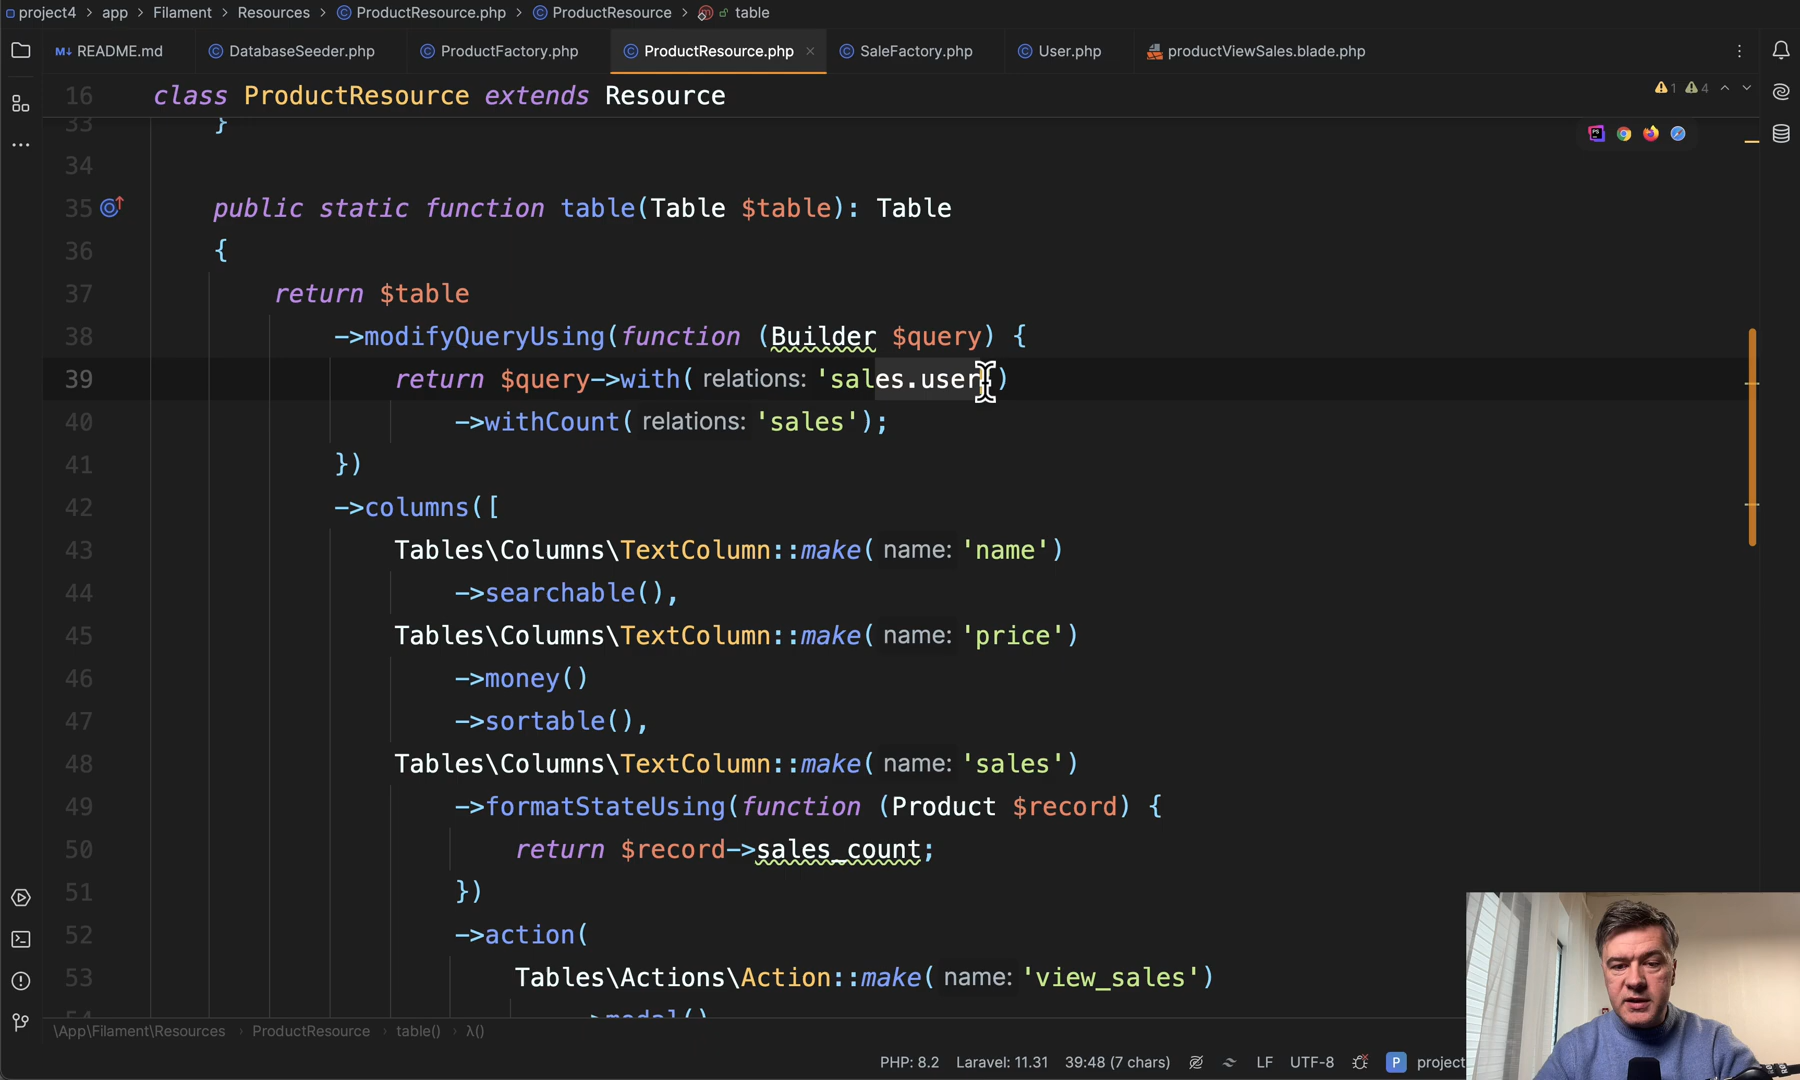 project4 > app > Filament > Resources > ProductResource.php > ProductResource > table
README.md DatabaseSeeder.php ProductFactory.php ProductResource.php SaleFactory.php User.php productViewSales.blade.php
16 class ProductResource extends Resource
1 4
33 }
34
35 public static function table(Table $table): Table
36 {
37 return $table
38 ->modifyQueryUsing(function (Builder $query) {
39 return $query->with( relations: 'sales.user')
40 ->withCount( relations: 'sales');
41 })
42 ->columns([
43 Tables\Columns\TextColumn::make( name: 'name')
44 ->searchable(),
45 Tables\Columns\TextColumn::make( name: 'price')
46 ->money()
47 ->sortable(),
48 Tables\Columns\TextColumn::make( name: 'sales')
49 ->formatStateUsing(function (Product $record) {
50 return $record->sales_count;
51 })
52 ->action(
53 Tables\Actions\Action::make( name: 'view_sales')
54 ->modal()
\App\Filament\Resources > ProductResource > table() > λ()
PHP: 8.2 Laravel: 11.31 39:48 (7 chars) LF UTF-8 P project